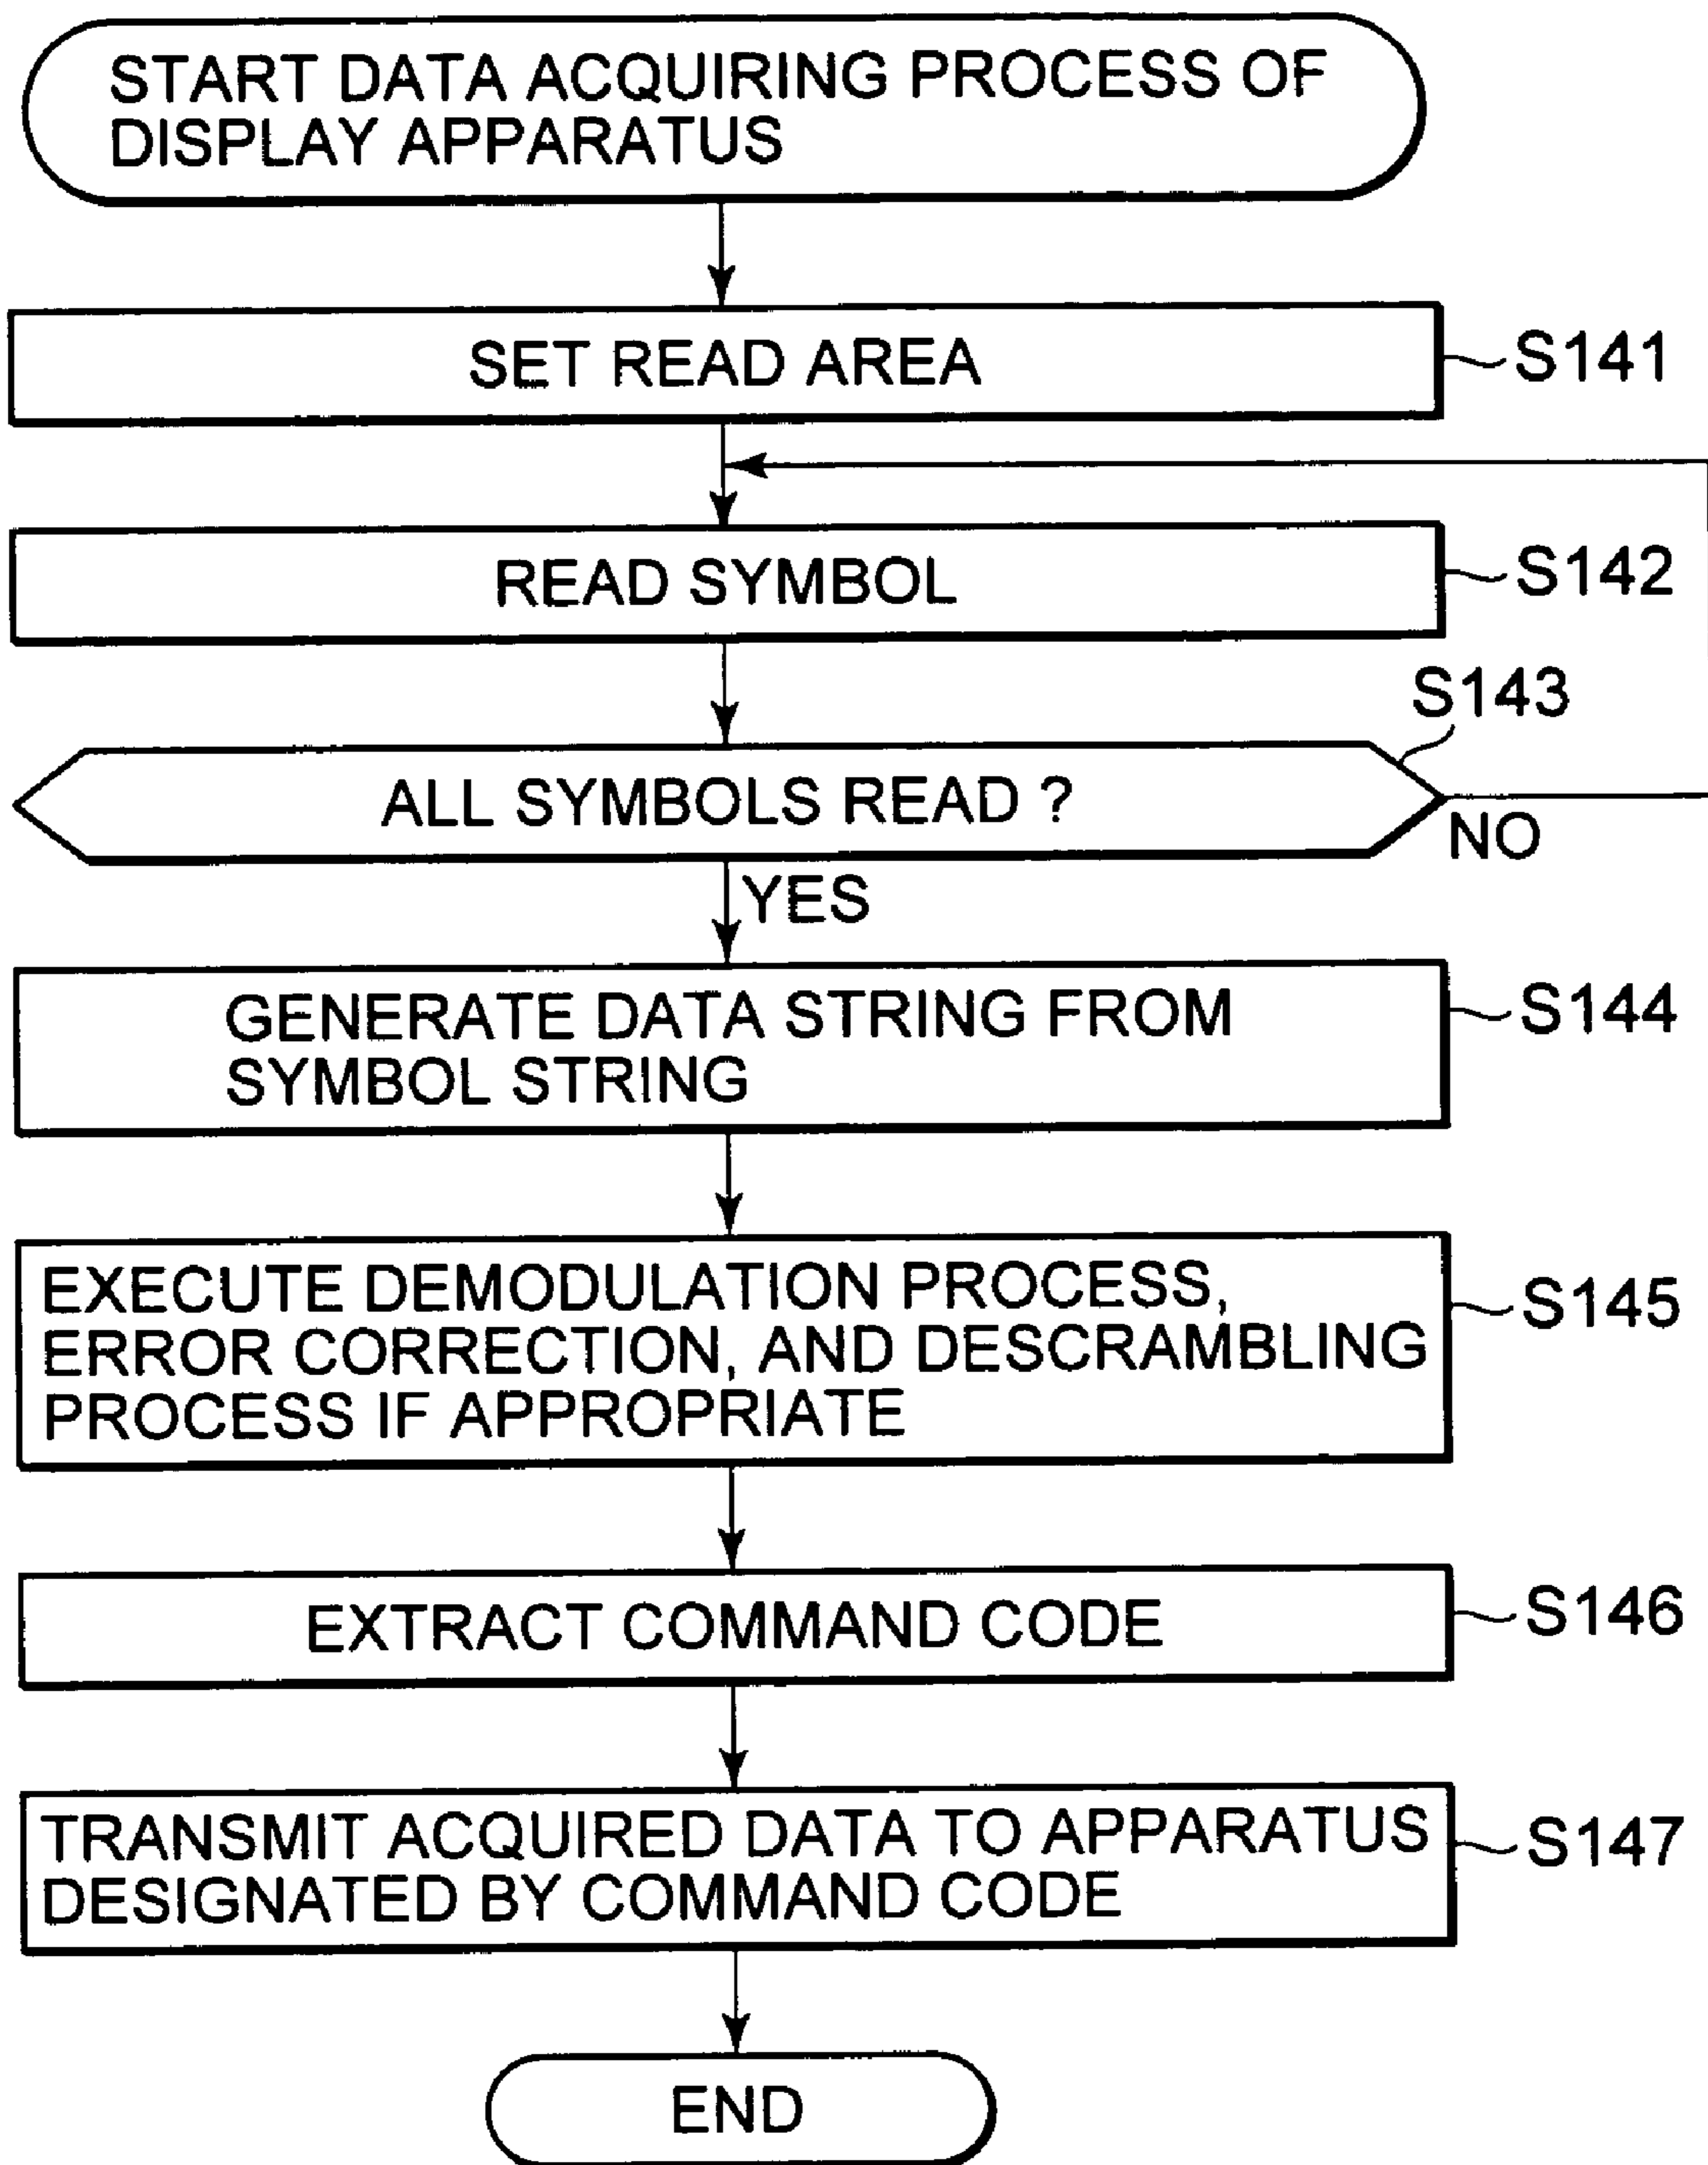 START DATA ACQUIRING PROCESS OF
DISPLAY APPARATUS
SET READ AREA
S141
READ SYMBOL
S142
S143
ALL SYMBOLS READ ?
NO
YES
GENERATE DATA STRING FROM
SYMBOL STRING
S144
EXECUTE DEMODULATION PROCESS,
ERROR CORRECTION, AND DESCRAMBLING
PROCESS IF APPROPRIATE
S145
EXTRACT COMMAND CODE
S146
TRANSMIT ACQUIRED DATA TO APPARATUS
DESIGNATED BY COMMAND CODE
S147
END